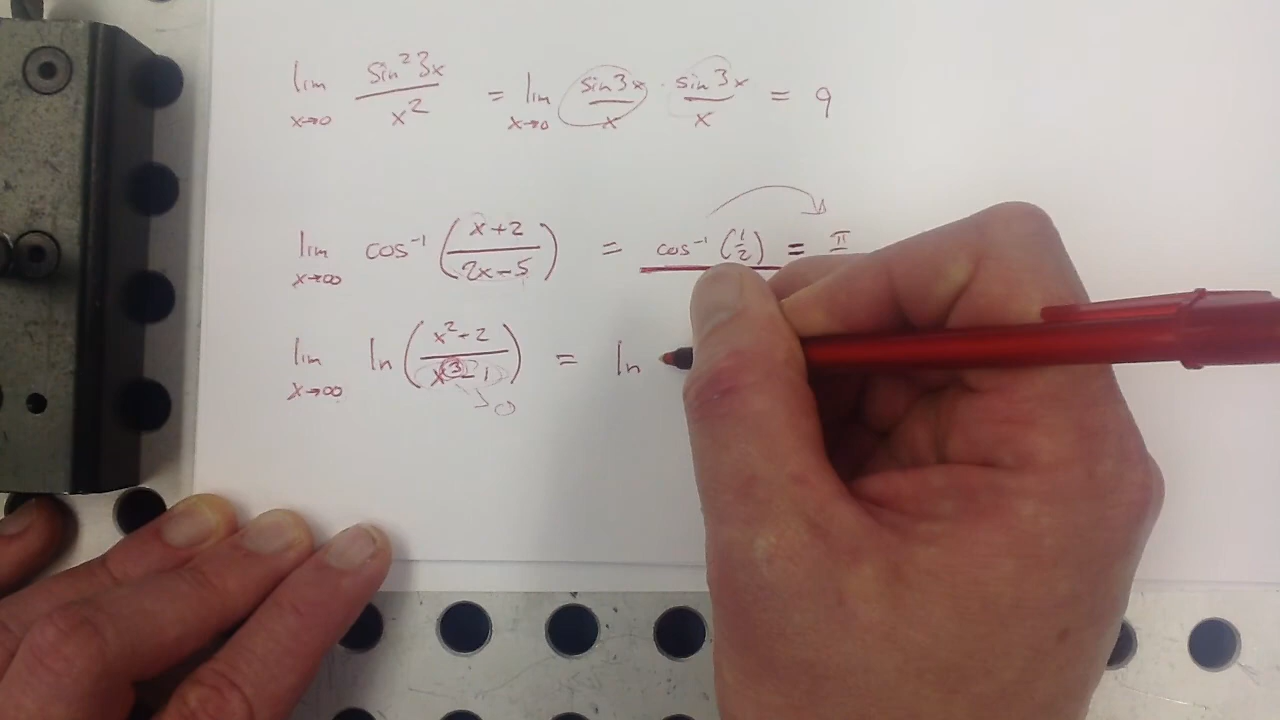 lim x→0 sin²3x / x² = lim x→0 sin3x / x · sin3x / x = 9
lim x→∞ cos⁻¹ (x+2 / 2x-5) = cos⁻¹ (1/2) = π
lim x→∞ ln (x²+2 / x³-1) = ln
0